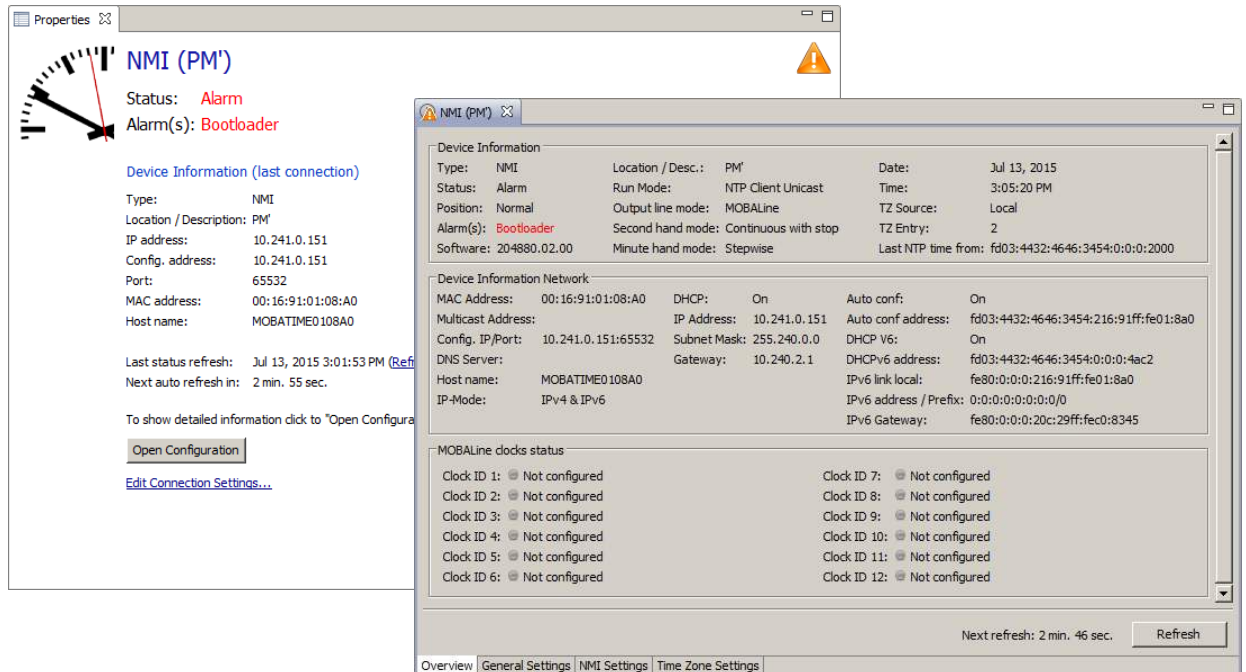 Properties
NMI (PM')
Status: Alarm
Alarm(s): Bootloader
Device Information (last connection)
Type: NMI
Location / Description: PM'
IP address: 10.241.0.151
Config. address: 10.241.0.151
Port: 65532
MAC address: 00:16:91:01:08:A0
Host name: MOBATIME0108A0
Last status refresh: Jul 13, 2015 3:01:53 PM (Refr
Next auto refresh in: 2 min. 55 sec.
To show detailed information click to "Open Configura
Open Configuration
Edit Connection Settings...
NMI (PM')
Device Information
Type: NMI Location / Desc.: PM' Date: Jul 13, 2015
Status: Alarm Run Mode: NTP Client Unicast Time: 3:05:20 PM
Position: Normal Output line mode: MOBALine TZ Source: Local
Alarm(s): Bootloader Second hand mode: Continuous with stop TZ Entry: 2
Software: 204880.02.00 Minute hand mode: Stepwise Last NTP time from: fd03:4432:4646:3454:0:0:0:2000
Device Information Network
MAC Address: 00:16:91:01:08:A0 DHCP: On Auto conf: On
Multicast Address: IP Address: 10.241.0.151 Auto conf address: fd03:4432:4646:3454:216:91ff:fe01:8a0
Config. IP/Port: 10.241.0.151:65532 Subnet Mask: 255.240.0.0 DHCP V6: On
DNS Server: Gateway: 10.240.2.1 DHCPv6 address: fd03:4432:4646:3454:0:0:0:4ac2
Host name: MOBATIME0108A0 IPv6 link local: fe80:0:0:0:216:91ff:fe01:8a0
IP-Mode: IPv4 & IPv6 IPv6 address / Prefix: 0:0:0:0:0:0:0:0/0
IPv6 Gateway: fe80:0:0:0:20c:29ff:fec0:8345
MOBALine clocks status
Clock ID 1: Not configured Clock ID 7: Not configured
Clock ID 2: Not configured Clock ID 8: Not configured
Clock ID 3: Not configured Clock ID 9: Not configured
Clock ID 4: Not configured Clock ID 10: Not configured
Clock ID 5: Not configured Clock ID 11: Not configured
Clock ID 6: Not configured Clock ID 12: Not configured
Next refresh: 2 min. 46 sec. Refresh
Overview General Settings NMI Settings Time Zone Settings